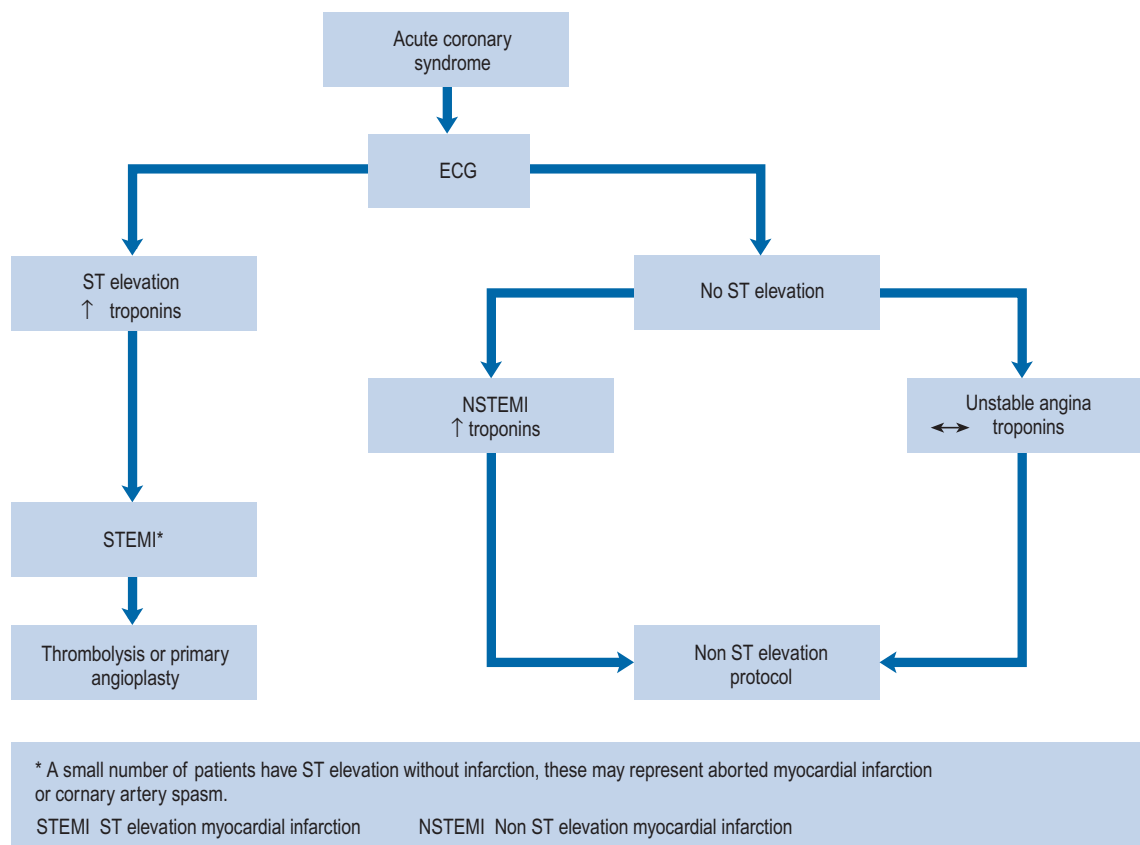 Acute coronary
syndrome
ECG
ST elevation
↑ troponins
No ST elevation
NSTEMI
↑ troponins
Unstable angina
↔ troponins
STEMI*
Thrombolysis or primary
angioplasty
Non ST elevation
protocol
* A small number of patients have ST elevation without infarction, these may represent aborted myocardial infarction
or cornary artery spasm.
STEMI ST elevation myocardial infarction NSTEMI Non ST elevation myocardial infarction